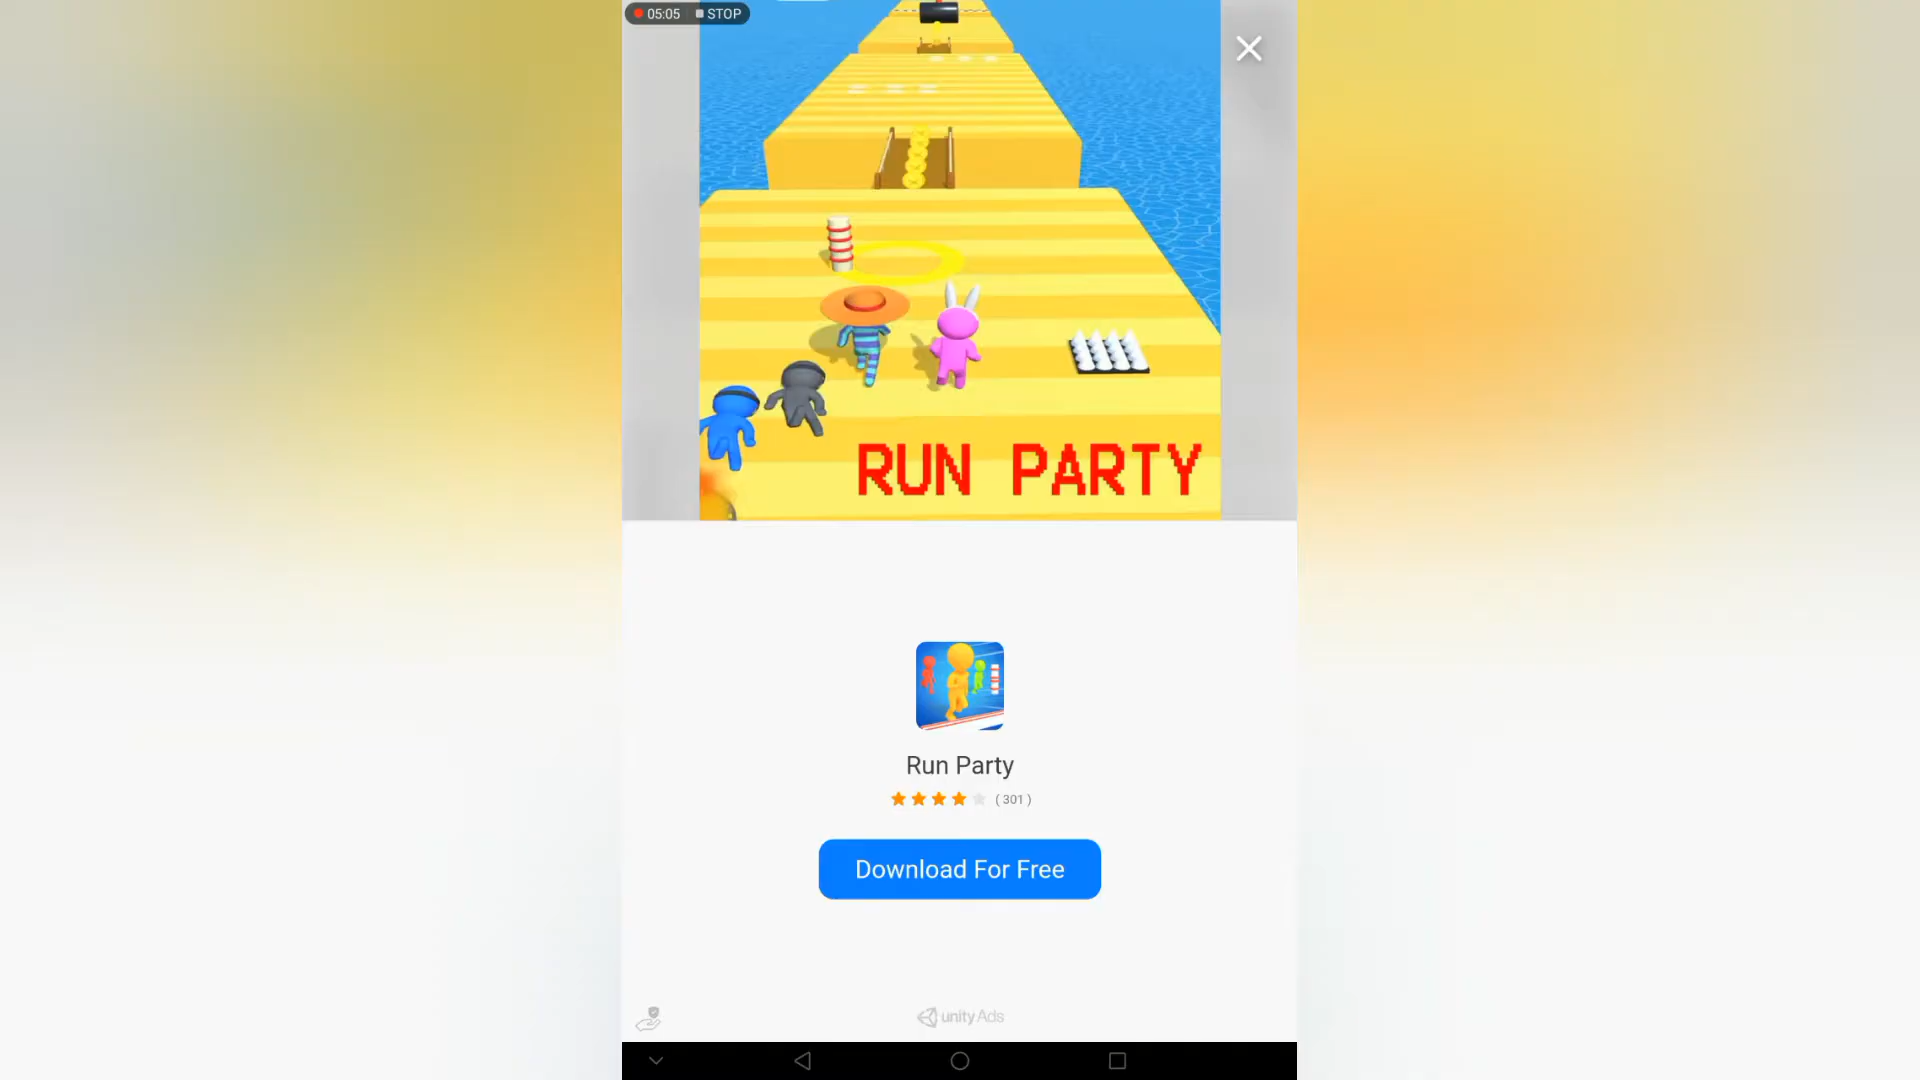 05:05 STOP
RUN PARTY
Run Party
( 301 )
Download For Free
unity Ads